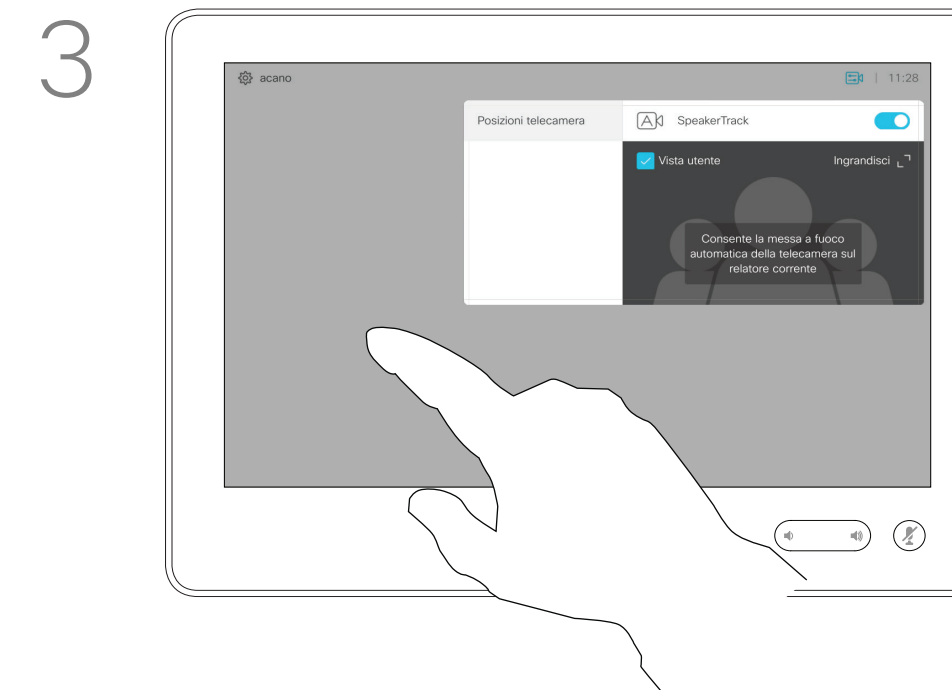 3
acano
11:28
Posizioni telecamera
SpeakerTrack
Vista utente
Ingrandisci
Consente la messa a fuoco
automatica della telecamera sul
relatore corrente